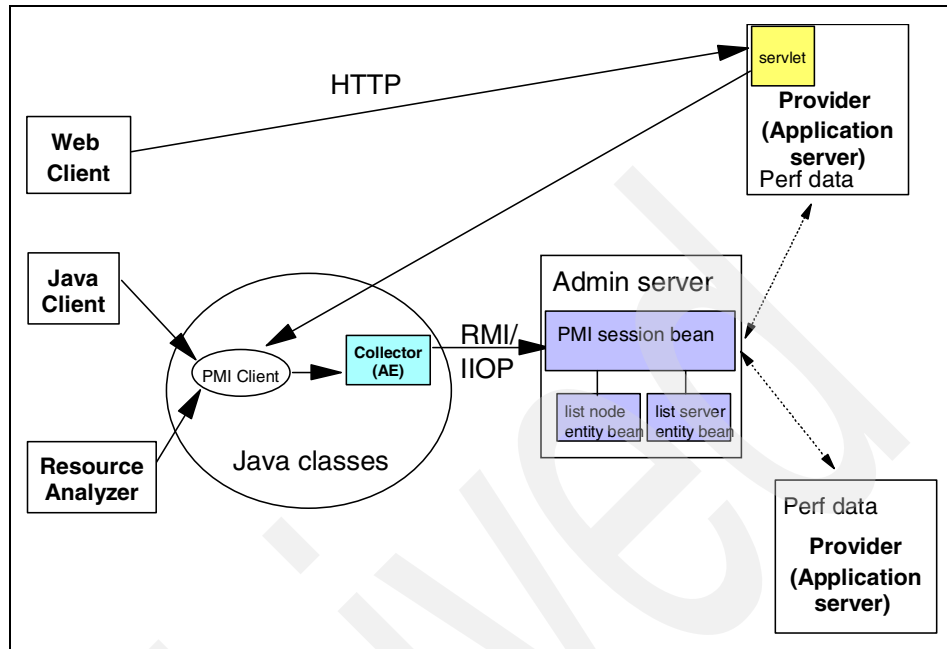 servlet
HTTP
Provider
(Application
server)
Perf data
Web
Client
Java
Client
Admin server
PMI session bean
RMI/
IIOP
Collector
(AE)
PMI Client
list node
entity bean
list server
entity bean
Java classes
Resource
Analyzer
Perf data
Provider
(Application
server)